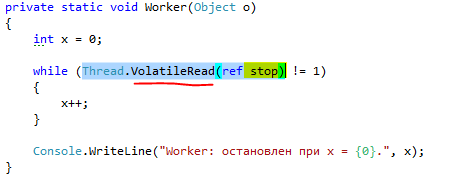 private static void Worker(Object o)
{
int x = 0;
while (Thread.VolatileRead(ref stop) != 1)
{
x++;
}
Console.WriteLine("Worker: остановлен при x = {0}.", x);
}